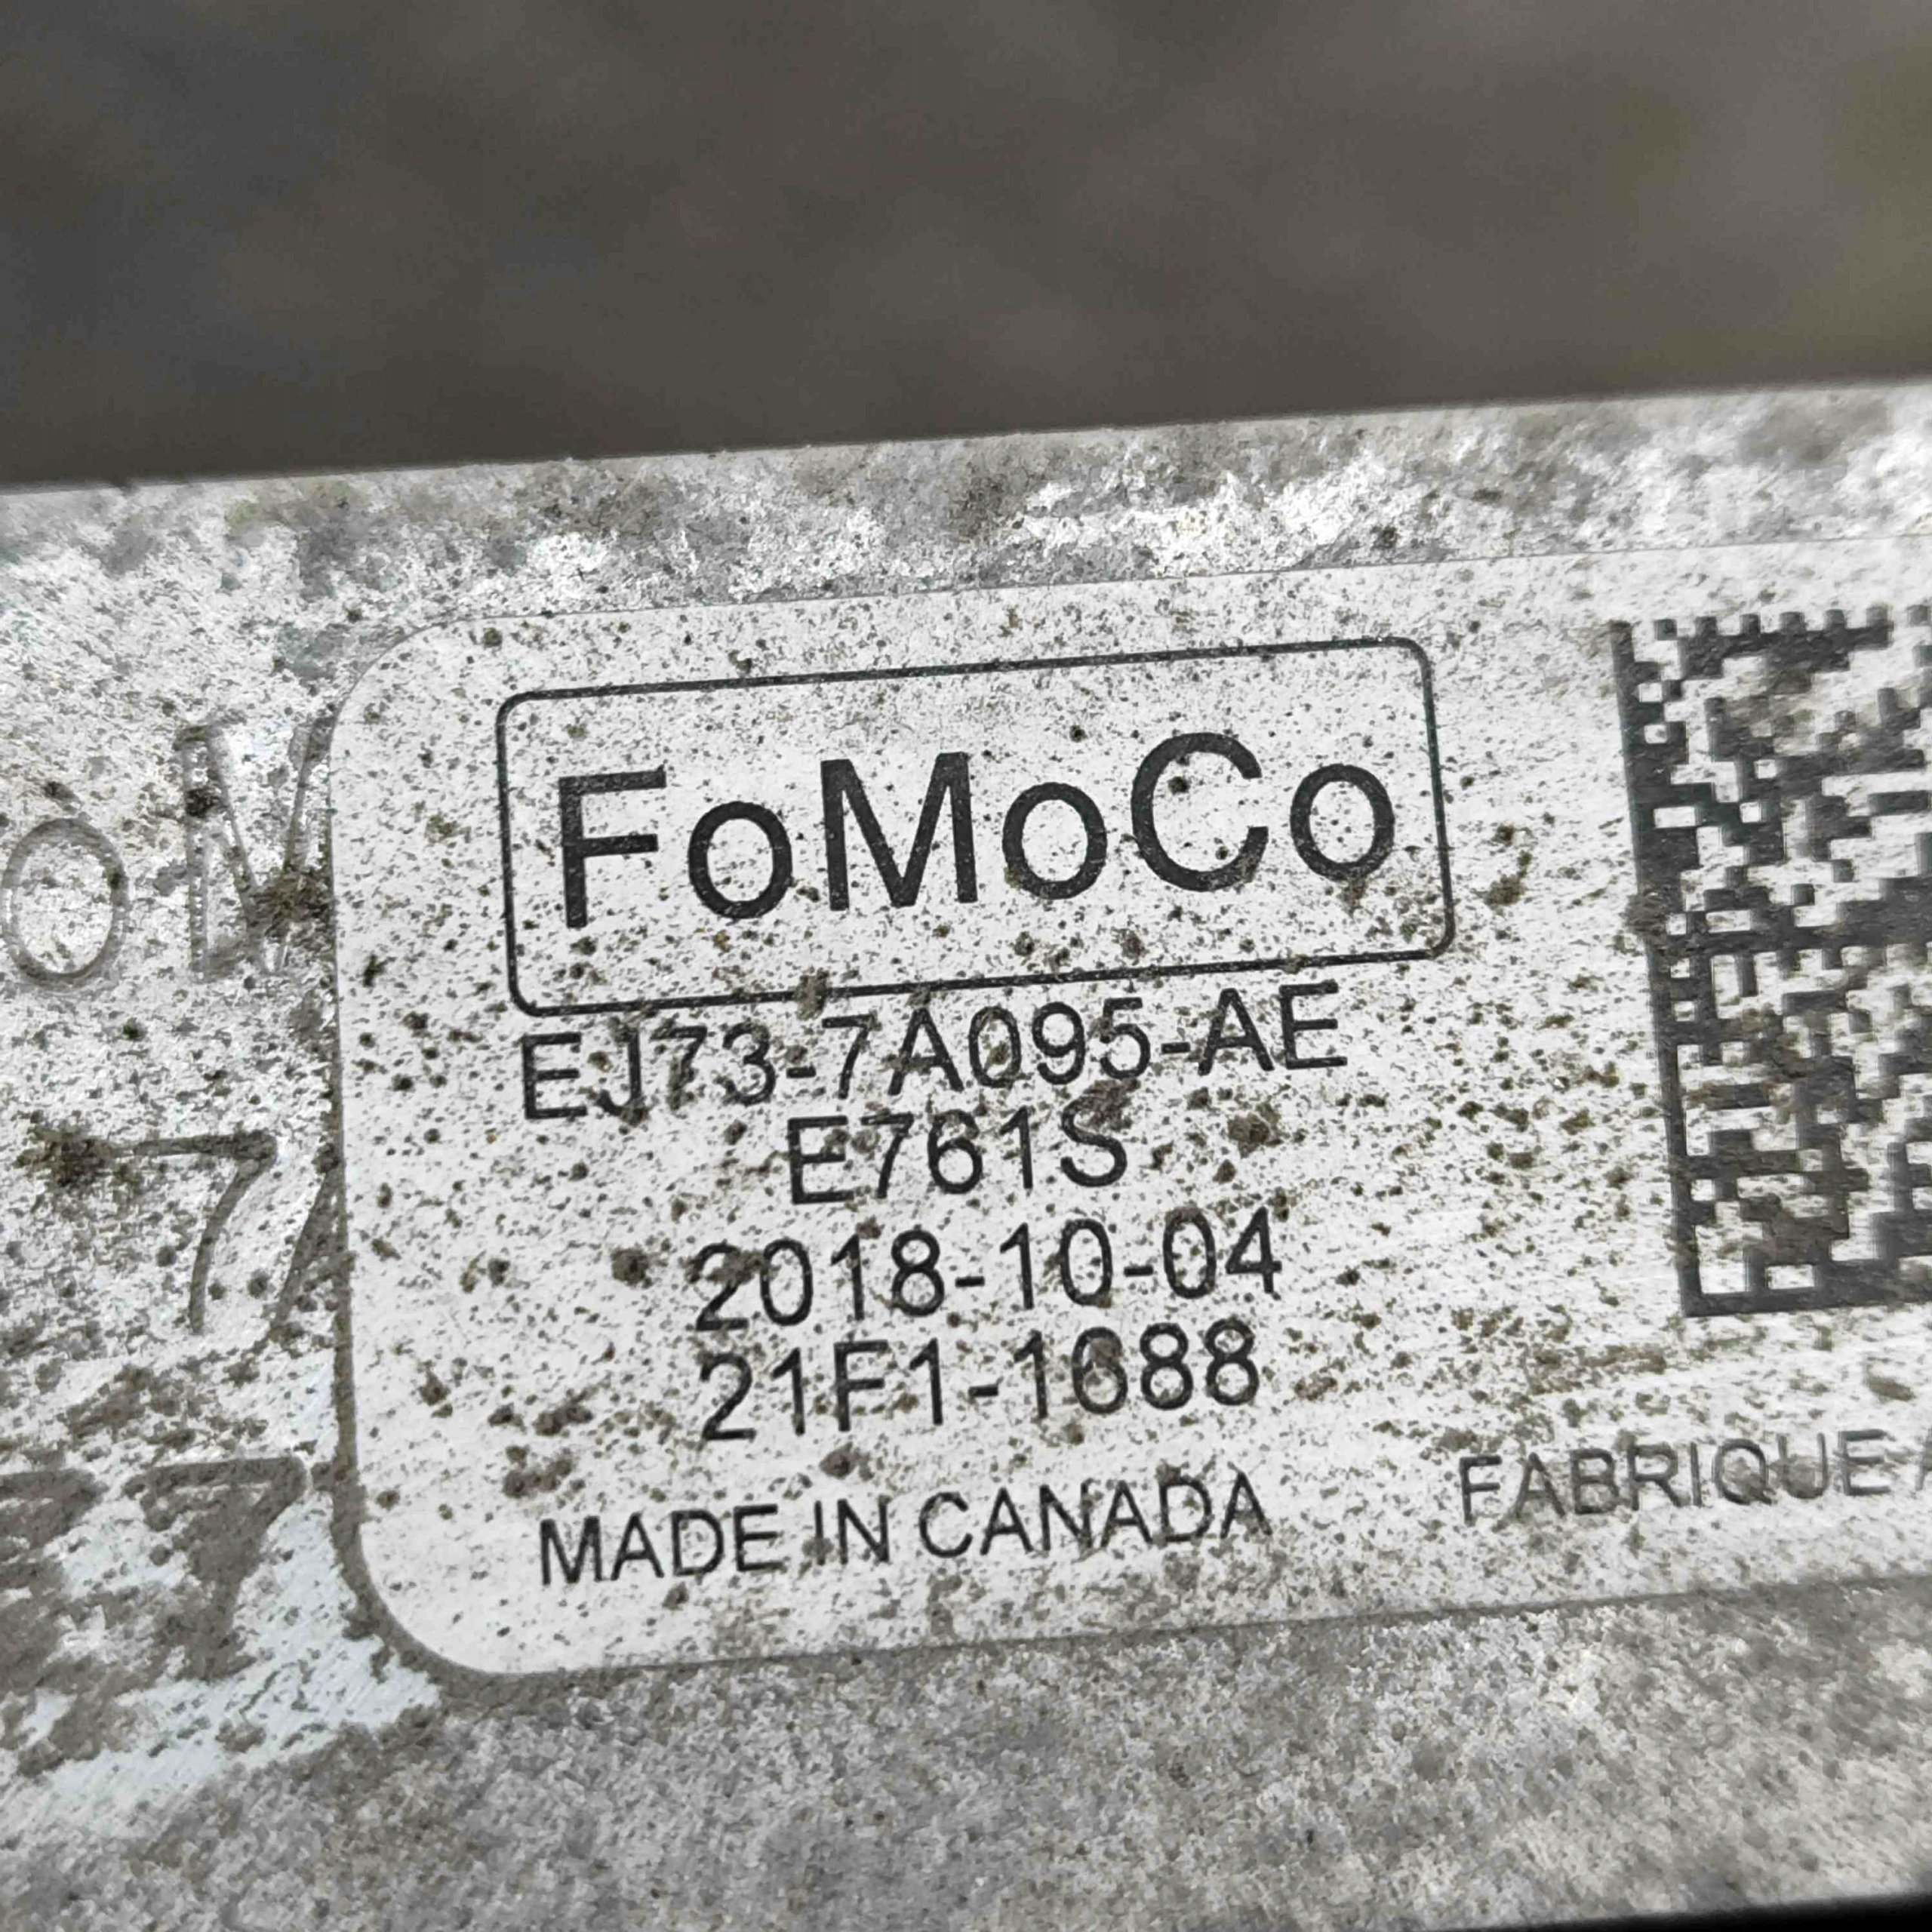 FoMoCo
EJ73-7A095-AE
E761S
2018-10-04
21F1-1688
MADE IN CANADA
FABRIQUE